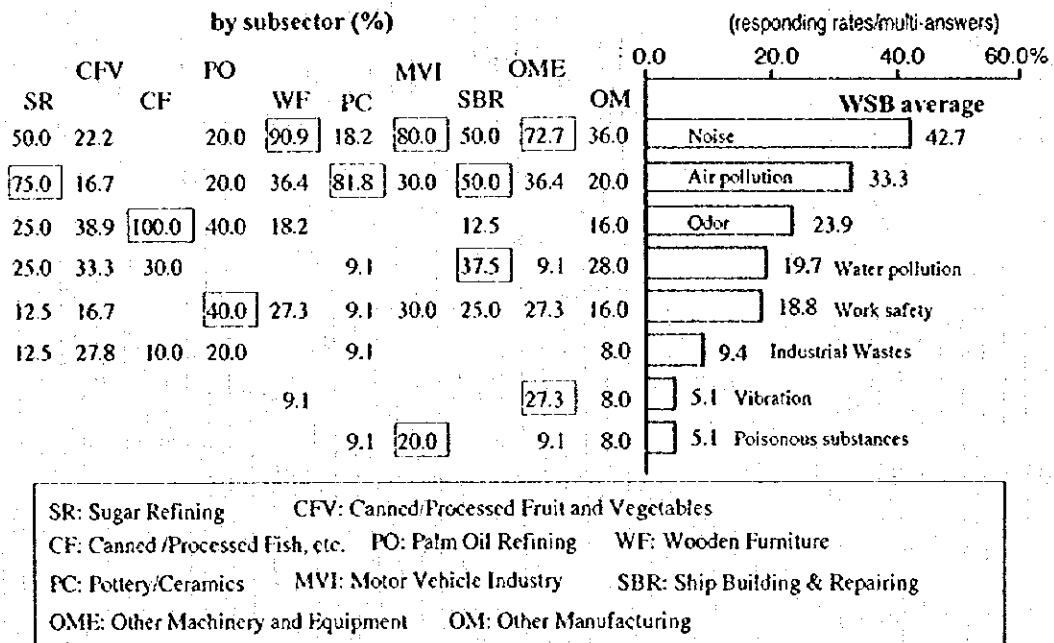 by subsector (%) (responding rates/multi-answers)
CFV PO MVI OME 0.0 20.0 40.0 60.0%
SR CF WF PC SBR OM WSB average
50.0 22.2 20.0 90.9 18.2 80.0 50.0 72.7 36.0 Noise 42.7
75.0 16.7 20.0 36.4 81.8 30.0 50.0 36.4 20.0 Air pollution 33.3
25.0 38.9 100.0 40.0 18.2 12.5 16.0 Odor 23.9
25.0 33.3 30.0 9.1 37.5 9.1 28.0 19.7 Water pollution
12.5 16.7 40.0 27.3 9.1 30.0 25.0 27.3 16.0 18.8 Work safety
12.5 27.8 10.0 20.0 9.1 8.0 9.4 Industrial Wastes
9.1 27.3 8.0 5.1 Vibration
9.1 20.0 9.1 8.0 5.1 Poisonous substances
SR: Sugar Refining CFV: Canned/Processed Fruit and Vegetables
CF: Canned /Processed Fish, etc. PO: Palm Oil Refining WF: Wooden Furniture
PC: Pottery/Ceramics MVI: Motor Vehicle Industry SBR: Ship Building & Repairing
OME: Other Machinery and Equipment OM: Other Manufacturing